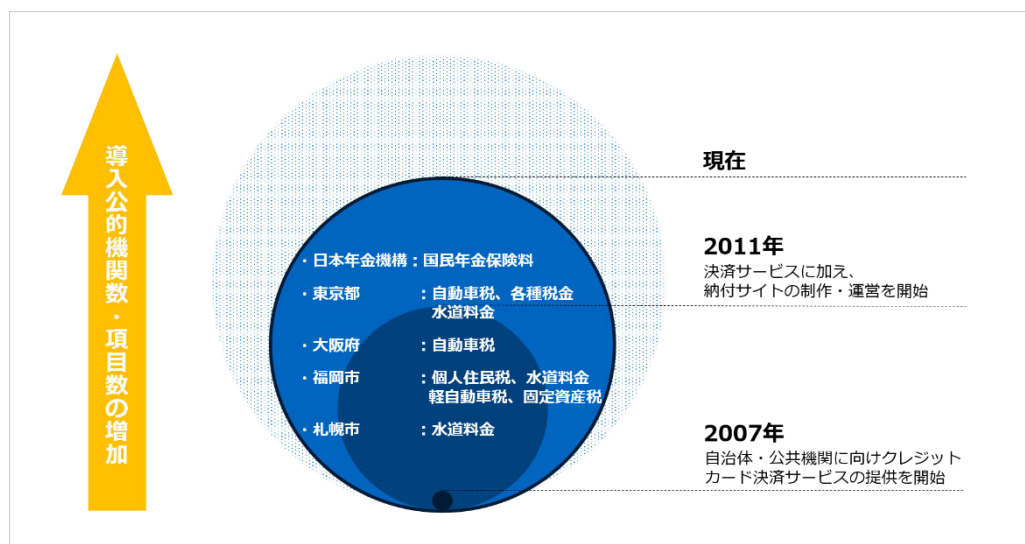 導入公的機関数・項目数の増加
・日本年金機構：国民年金保険料
・東京都　：自動車税、各種税金
水道料金
・大阪府　：自動車税
・福岡市　：個人住民税、水道料金
軽自動車税、固定資産税
・札幌市　：水道料金
現在
2011年
決済サービスに加え、
納付サイトの制作・運営を開始
2007年
自治体・公共機関に向けクレジット
カード決済サービスの提供を開始